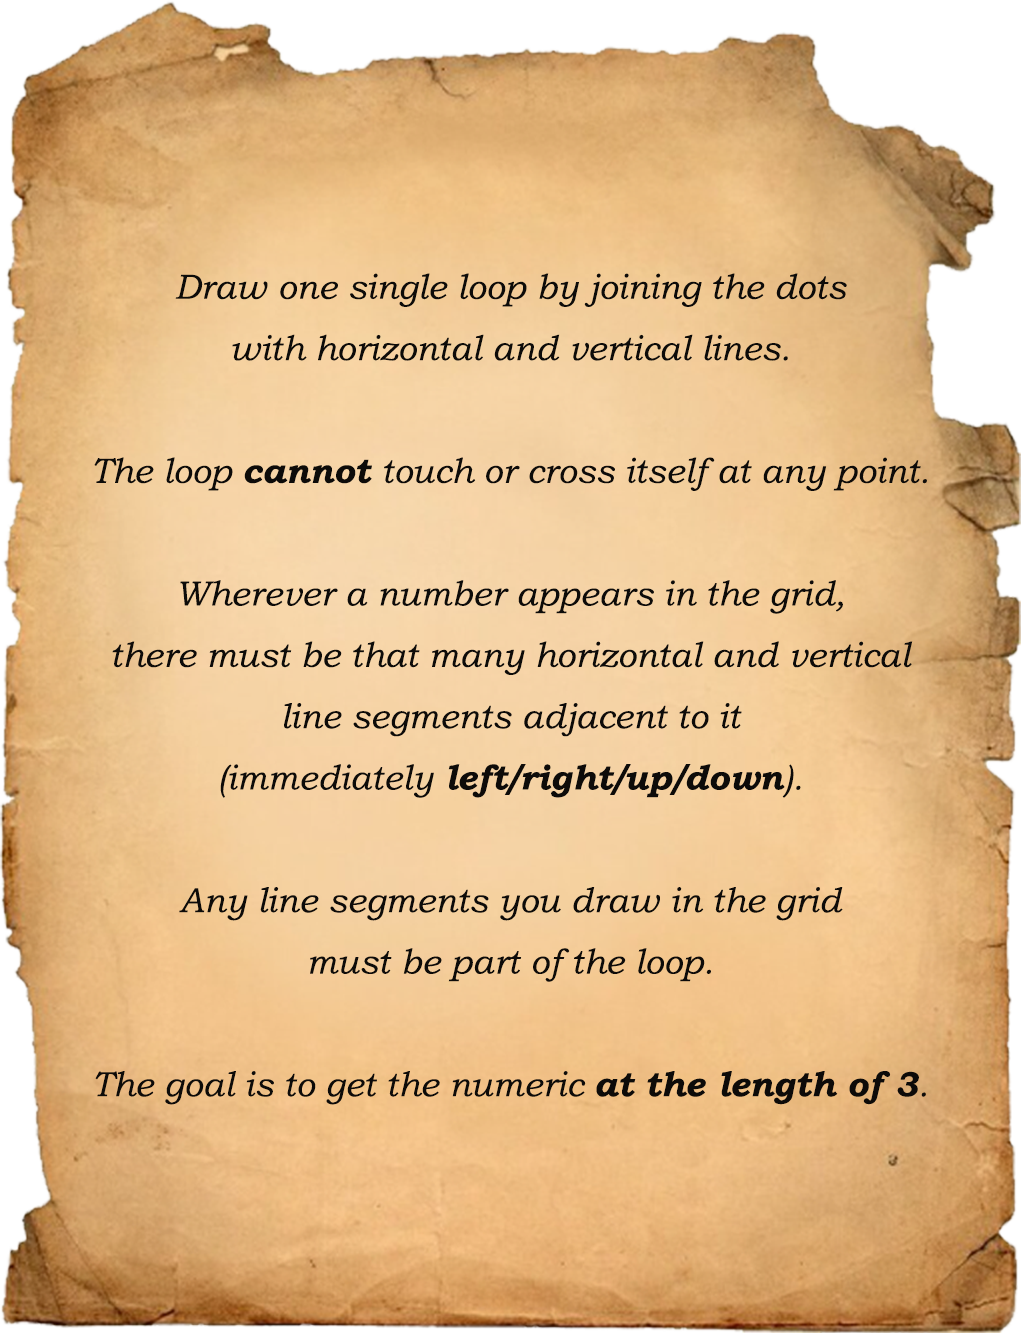 Draw one single loop by joining the dots
with horizontal and vertical lines.
The loop cannot touch or cross itself at any point.
Wherever a number appears in the grid,
there must be that many horizontal and vertical
line segments adjacent to it
(immediately left/right/up/down).
Any line segments you draw in the grid
must be part of the loop.
The goal is to get the numeric at the length of 3.